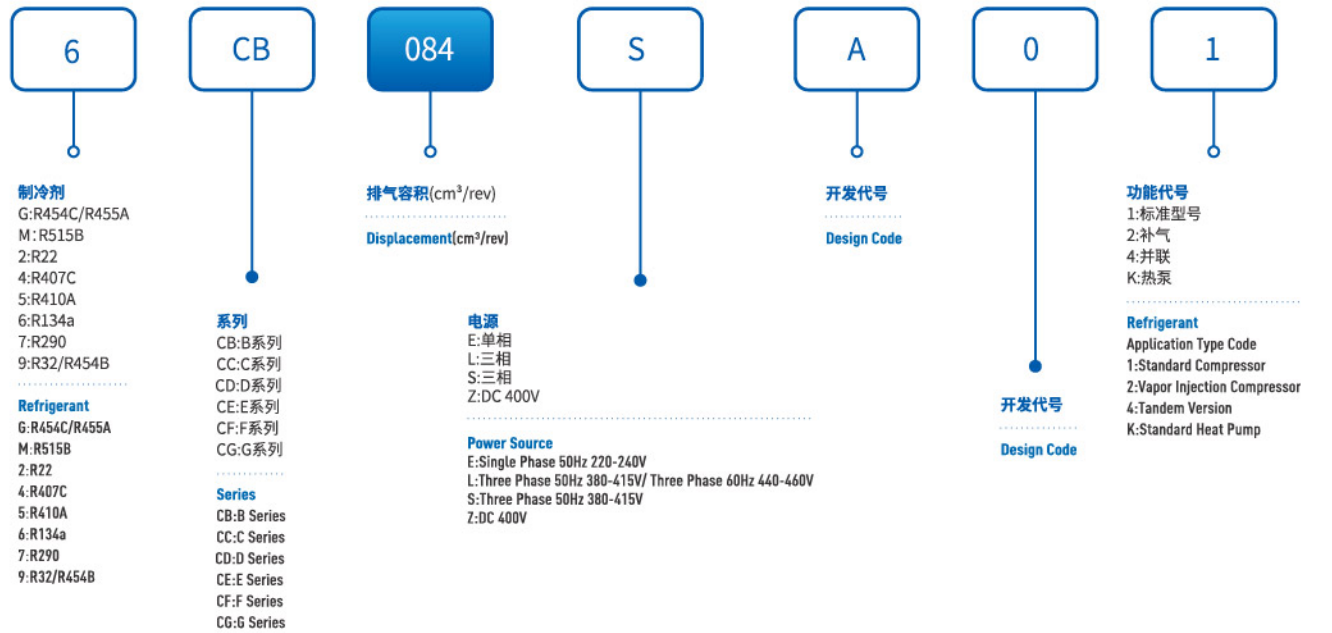 6
CB
084
S
A
0
1
制冷剂
G:R454C/R455A
M:R515B
2:R22
4:R407C
5:R410A
6:R134a
7:R290
9:R32/R454B
Refrigerant
G:R454C/R455A
M:R515B
2:R22
4:R407C
5:R410A
6:R134a
7:R290
9:R32/R454B
系列
CB:B系列
CC:C系列
CD:D系列
CE:E系列
CF:F系列
CG:G系列
Series
CB:B Series
CC:C Series
CD:D Series
CE:E Series
CF:F Series
CG:G Series
排气容积(cm³/rev)
Displacement(cm³/rev)
电源
E:单相
L:三相
S:三相
Z:DC 400V
Power Source
E:Single Phase 50Hz 220-240V
L:Three Phase 50Hz 380-415V/ Three Phase 60Hz 440-460V
S:Three Phase 50Hz 380-415V
Z:DC 400V
开发代号
Design Code
开发代号
Design Code
功能代号
1:标准型号
2:补气
4:并联
K:热泵
Refrigerant
Application Type Code
1:Standard Compressor
2:Vapor Injection Compressor
4:Tandem Version
K:Standard Heat Pump